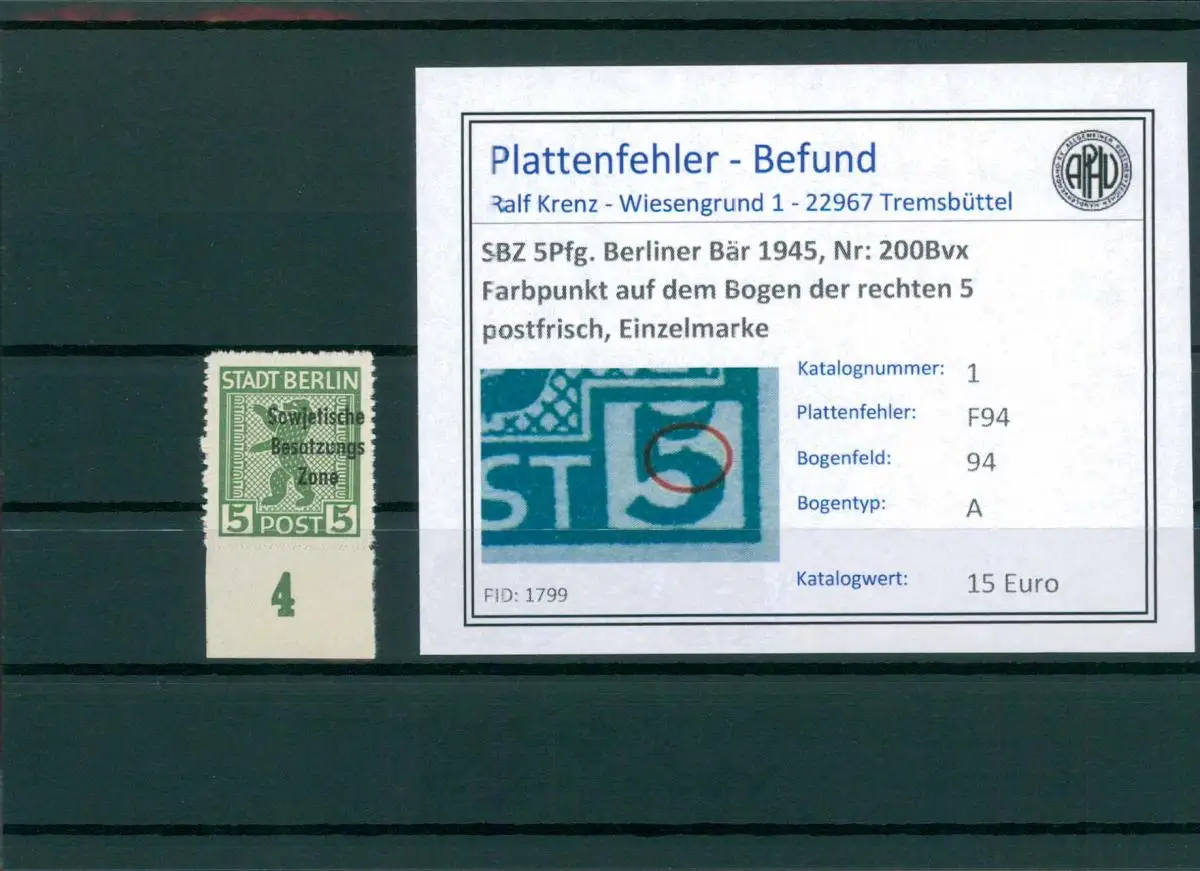 STADT BERLIN
Sowjetische
Besatzungs
Zone
5 POST 5
4
Plattenfehler - Befund
Ralf Krenz - Wiesengrund 1 - 22967 Tremsbüttel
APHV
SBZ 5Pfg. Berliner Bär 1945, Nr: 200Bvx
Farbpunkt auf dem Bogen der rechten 5
postfrisch, Einzelmarke
ST 5
Katalognummer: 1
Plattenfehler: F94
Bogenfeld: 94
Bogentyp: A
Katalogwert: 15 Euro
FID: 1799